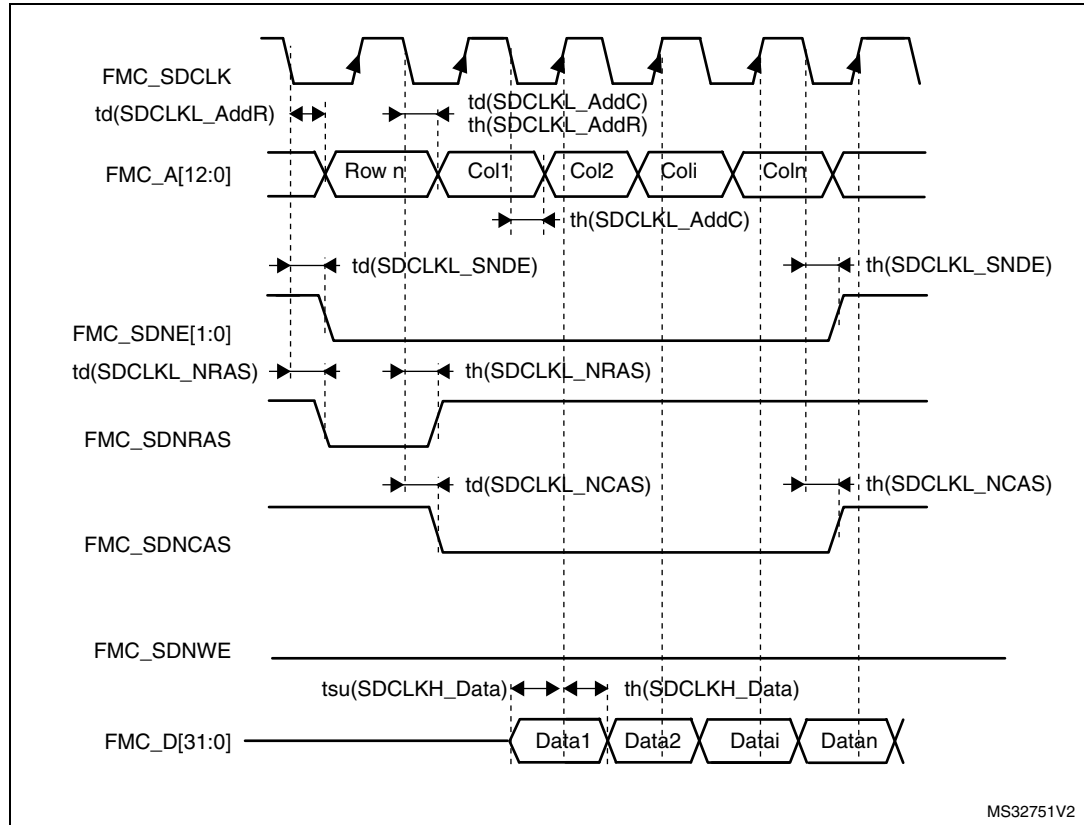 FMC_SDCLK
td(SDCLKL_AddR)
td(SDCLKL_AddC)
th(SDCLKL_AddR)
FMC_A[12:0]
Row n
Col1
Col2
Coli
Coln
th(SDCLKL_AddC)
td(SDCLKL_SNDE)
th(SDCLKL_SNDE)
FMC_SDNE[1:0]
td(SDCLKL_NRAS)
th(SDCLKL_NRAS)
FMC_SDNRAS
td(SDCLKL_NCAS)
th(SDCLKL_NCAS)
FMC_SDNCAS
FMC_SDNWE
tsu(SDCLKH_Data)
th(SDCLKH_Data)
FMC_D[31:0]
Data1
Data2
Datai
Datan
MS32751V2